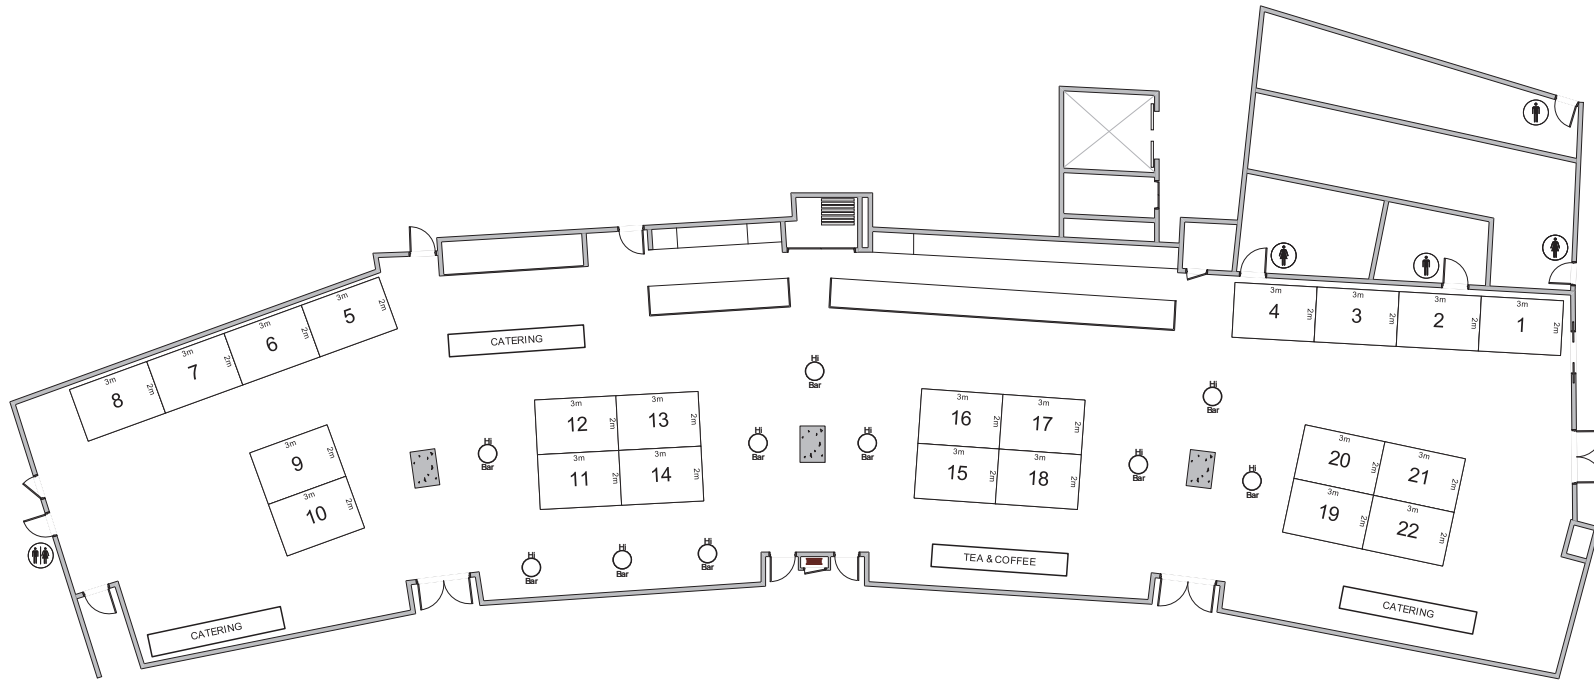 3m
2m
4
3m
2m
3
3m
2m
2
3m
2m
1
3m
2m
5
3m
2m
6
3m
2m
7
3m
2m
8
CATERING
Hi
Bar
Hi
Bar
3m
2m
12
3m
2m
13
3m
2m
11
3m
2m
14
3m
2m
16
3m
2m
17
3m
2m
15
3m
2m
18
3m
2m
9
3m
2m
10
Hi
Bar
Hi
Bar
Hi
Bar
Hi
Bar
Hi
Bar
3m
2m
20
3m
2m
21
3m
2m
19
3m
2m
22
Hi
Bar
Hi
Bar
Hi
Bar
TEA & COFFEE
CATERING
CATERING